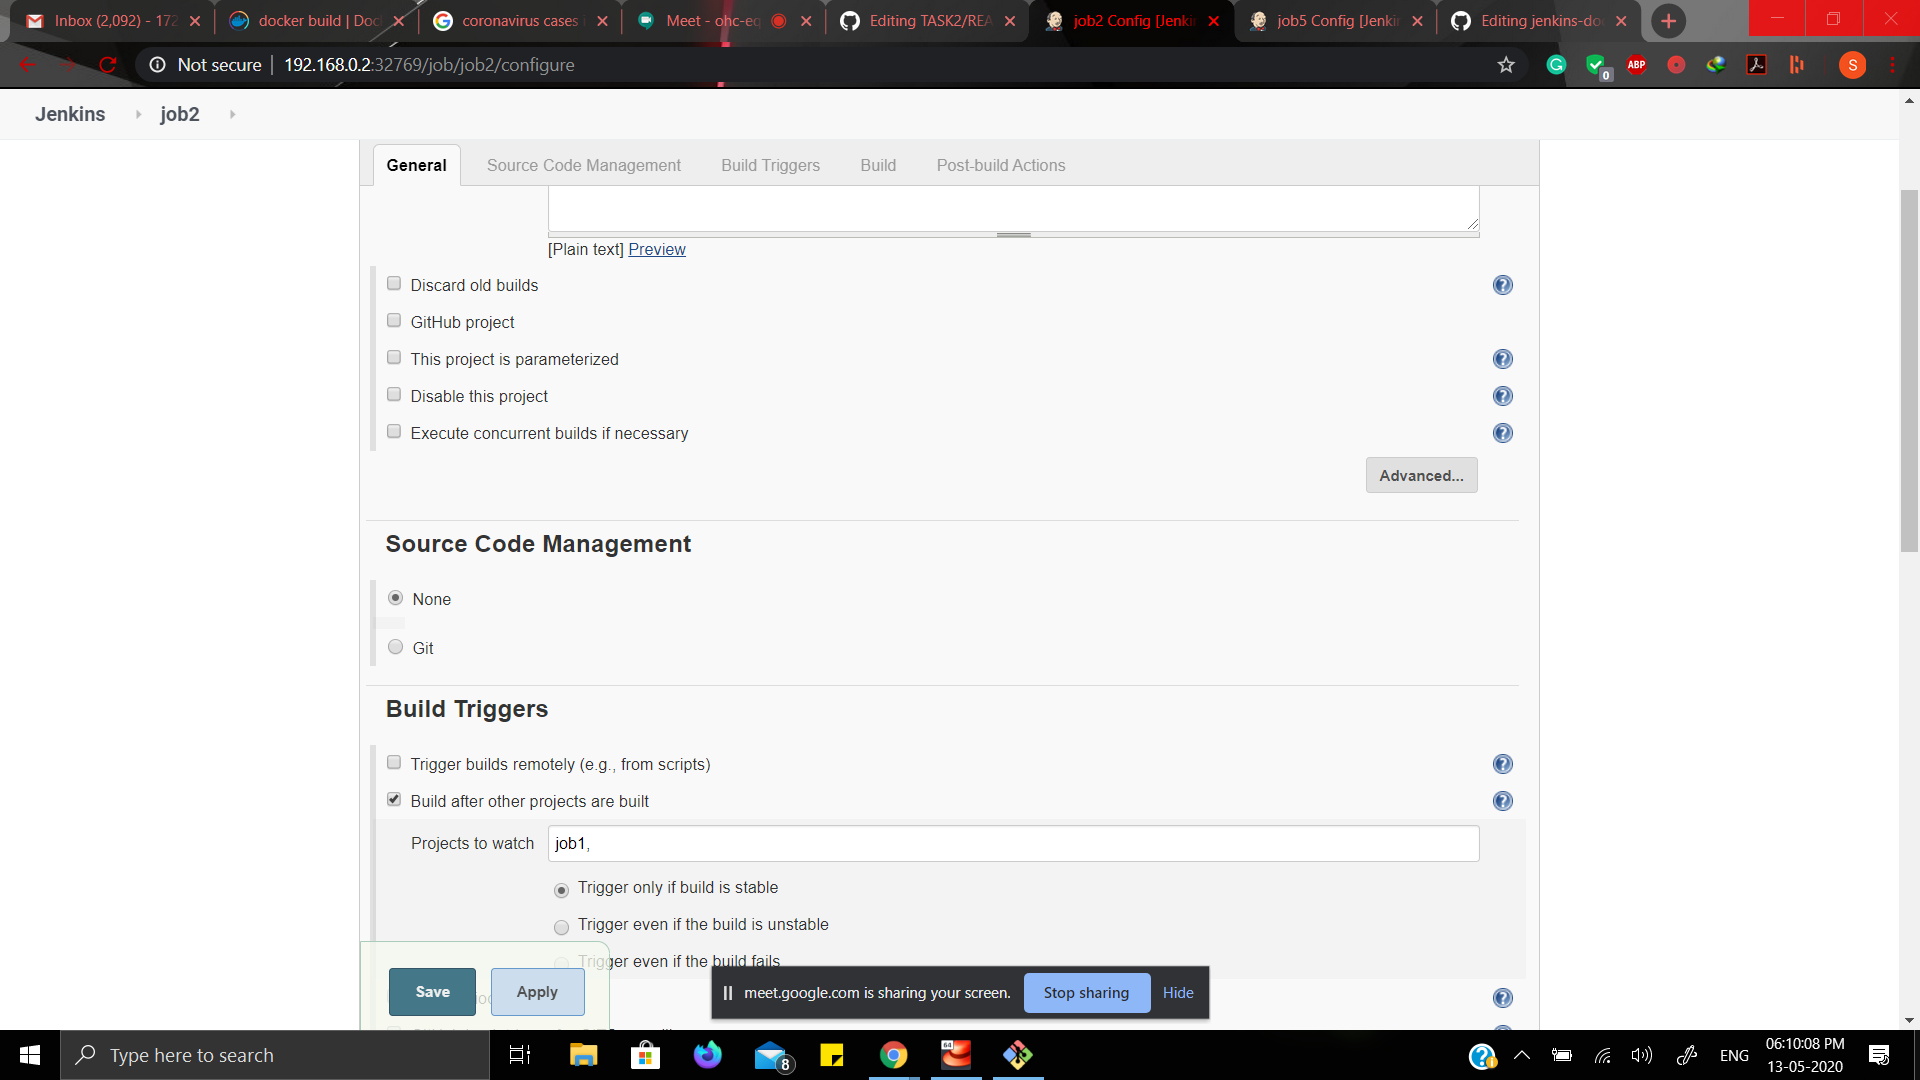 Inbox (2,092) - 172
docker build | Doc
coronavirus cases i
Meet - ohc-eq
Editing TASK2/REA
job2 Config [Jenkin
job5 Config [Jenkin
Editing jenkins-do
Not secure | 192.168.0.2:32769/job/job2/configure
0
ABP
S
Jenkins
job2
General
Source Code Management
Build Triggers
Build
Post-build Actions
[Plain text] Preview
Discard old builds
GitHub project
This project is parameterized
Disable this project
Execute concurrent builds if necessary
Advanced...
Source Code Management
None
Git
Build Triggers
Trigger builds remotely (e.g., from scripts)
Build after other projects are built
Projects to watch
job1,
Trigger only if build is stable
Trigger even if the build is unstable
Trigger even if the build fails
Save
Apply
meet.google.com is sharing your screen.
Stop sharing
Hide
Type here to search
8
64
ENG
06:10:08 PM
13-05-2020